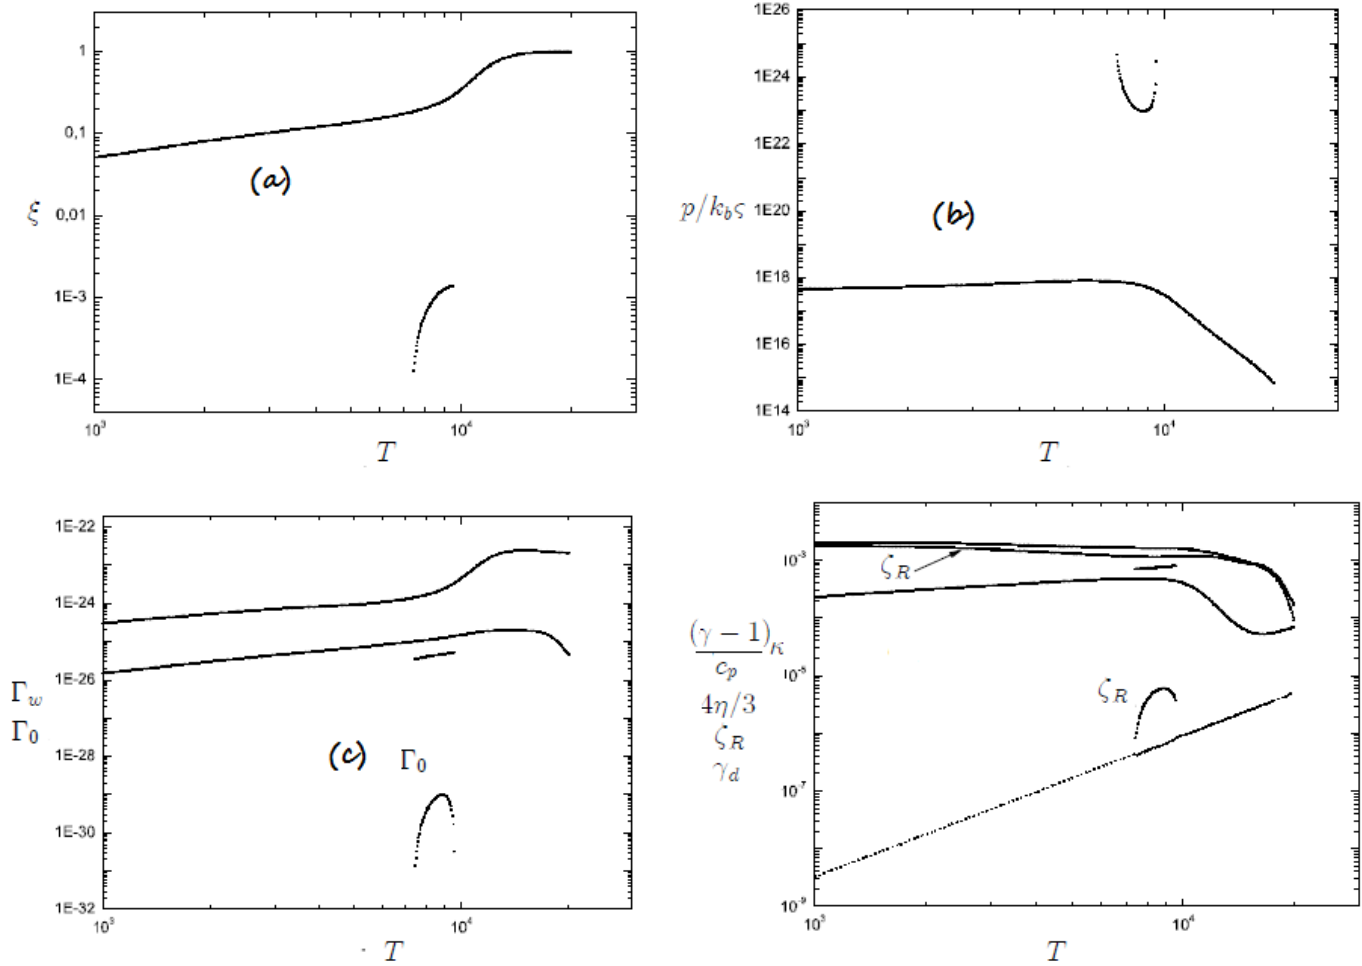 1
0,1
(a)
ξ
0,01
1E-3
1E-4
10³
10⁴
T
1E26
1E24
1E22
p/k_bς
1E20
(b)
1E18
1E16
1E14
10³
10⁴
T
1E-22
1E-24
1E-26
Γ_w
Γ_0
1E-28
(c)
Γ_0
1E-30
1E-32
10³
10⁴
T
10⁻³
ζ_R
(γ − 1)/c_p κ
4η/3
ζ_R
γ_d
10⁻⁵
ζ_R
10⁻⁷
10⁻⁹
10³
10⁴
T